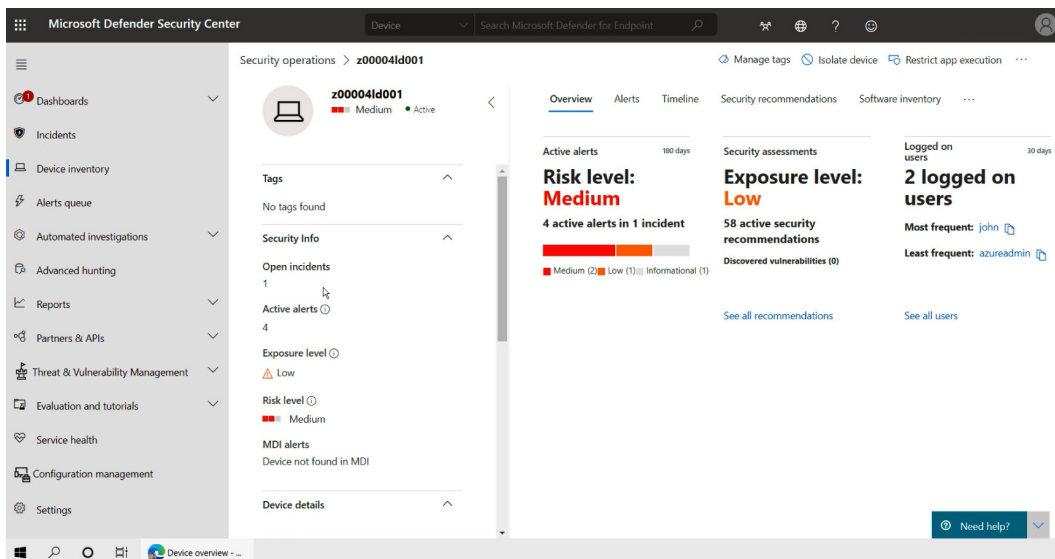 Microsoft Defender Security Center
Device
Search Microsoft Defender for Endpoint
?
Security operations > z00004ld001
Manage tags
Isolate device
Restrict app execution
...
1
Dashboards
Incidents
Device inventory
Alerts queue
Automated investigations
Advanced hunting
Reports
Partners & APIs
Threat & Vulnerability Management
Evaluation and tutorials
Service health
Configuration management
Settings
z00004ld001
Medium • Active
Tags
No tags found
Security Info
Open incidents
1
Active alerts
4
Exposure level
Low
Risk level
Medium
MDI alerts
Device not found in MDI
Device details
Overview
Alerts
Timeline
Security recommendations
Software inventory
...
Active alerts
180 days
Risk level:
Medium
4 active alerts in 1 incident
Medium (2) Low (1) Informational (1)
Security assessments
Exposure level:
Low
58 active security
recommendations
Discovered vulnerabilities (0)
See all recommendations
Logged on
users
30 days
2 logged on
users
Most frequent: john
Least frequent: azureadmin
See all users
Need help?
Device overview - ...